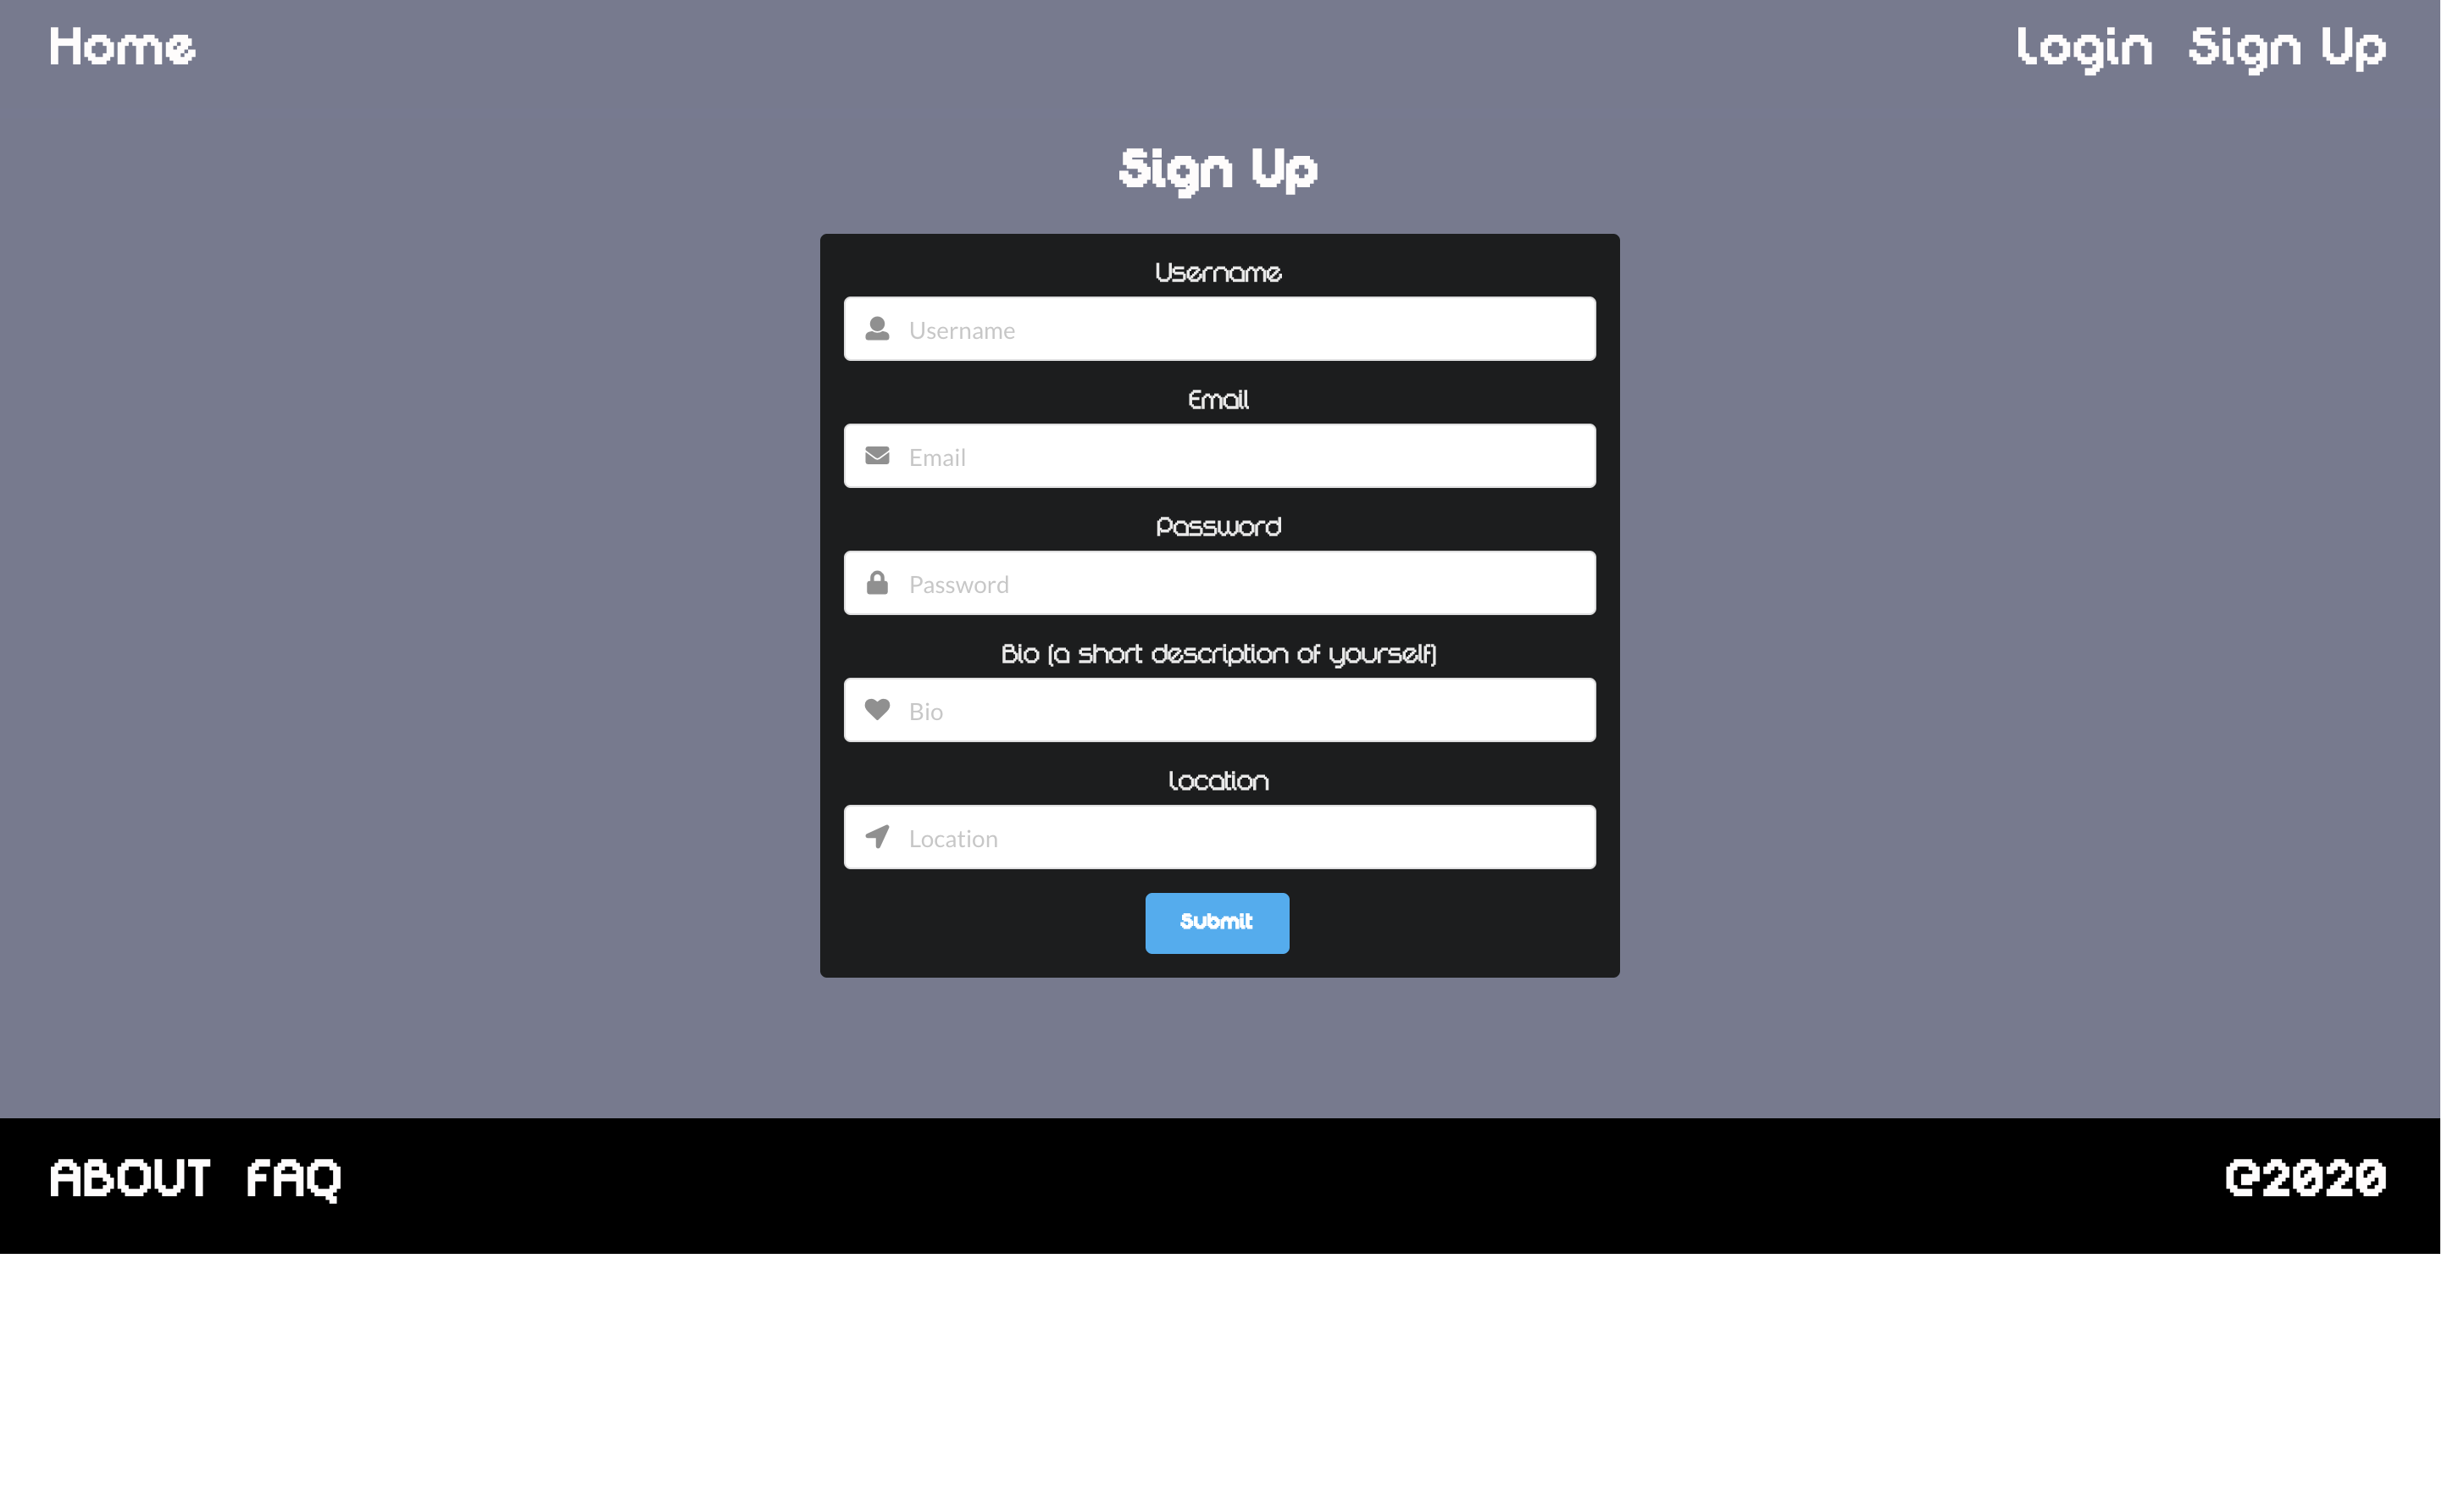 Home Login Sign Up
Sign Up
Username
Username
Email
Email
Password
Password
Bio (a short description of yourself)
Bio
Location
Location
Submit
ABOUT FAQ ©2020